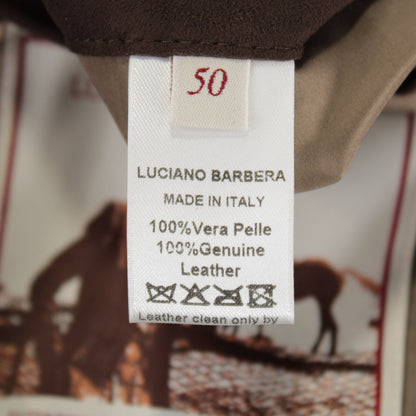 50
LUCIANO BARBERA
MADE IN ITALY
100%Vera Pelle
100%Genuine
Leather
Leather clean only by